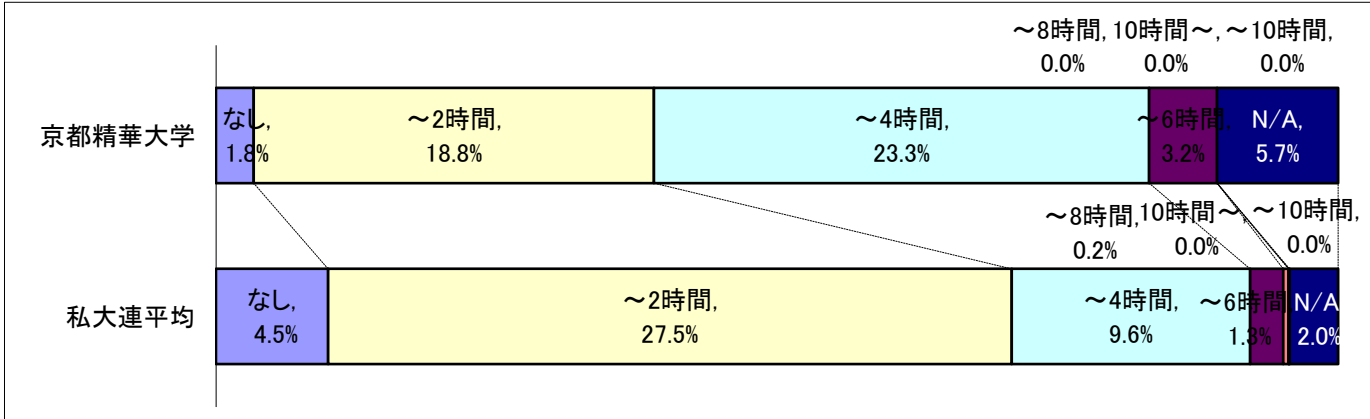 ～8時間, 10時間～, ～10時間,
0.0% 0.0% 0.0%
京都精華大学
なし, ～2時間, ～4時間, ～6時間, N/A,
1.8% 18.8% 23.3% 3.2% 5.7%
～8時間, 10時間～, ～10時間,
0.2% 0.0% 0.0%
私大連平均
なし, ～2時間, ～4時間, ～6時間 N/A
4.5% 27.5% 9.6% 1.3% 2.0%